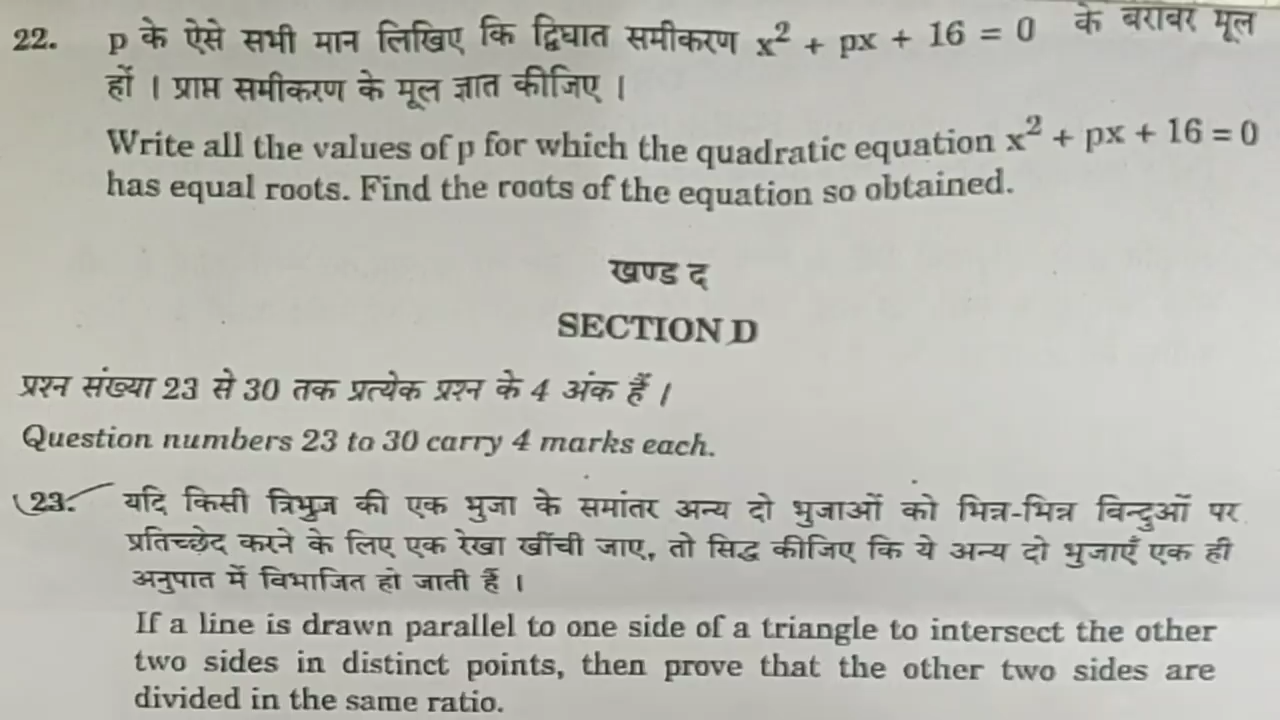 22. p के ऐसे सभी मान लिखिए कि द्विघात समीकरण x² + px + 16 = 0 के बराबर मूल
हों । प्राप्त समीकरण के मूल ज्ञात कीजिए ।
Write all the values of p for which the quadratic equation x² + px + 16 = 0
has equal roots. Find the roots of the equation so obtained.
खण्ड द
SECTION D
प्रश्न संख्या 23 से 30 तक प्रत्येक प्रश्न के 4 अंक हैं ।
Question numbers 23 to 30 carry 4 marks each.
23. यदि किसी त्रिभुज की एक भुजा के समांतर अन्य दो भुजाओं को भिन्न-भिन्न बिन्दुओं पर
प्रतिच्छेद करने के लिए एक रेखा खींची जाए, तो सिद्ध कीजिए कि ये अन्य दो भुजाएँ एक ही
अनुपात में विभाजित हो जाती हैं ।
If a line is drawn parallel to one side of a triangle to intersect the other
two sides in distinct points, then prove that the other two sides are
divided in the same ratio.